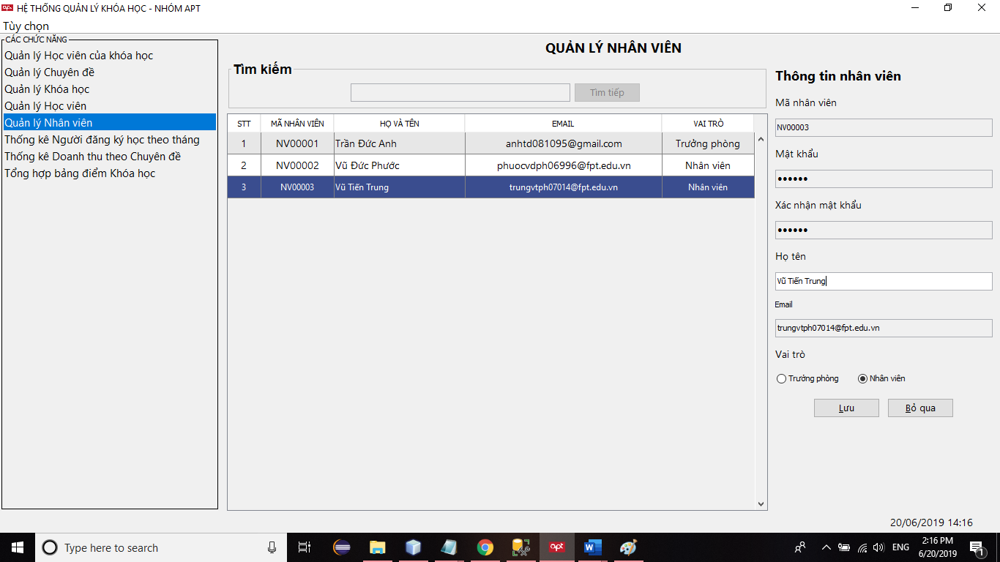 apt HỆ THỐNG QUẢN LÝ KHÓA HỌC - NHÓM APT
Tùy chọn
CÁC CHỨC NĂNG
Quản lý Học viên của khóa học
Quản lý Chuyên đề
Quản lý Khóa học
Quản lý Học viên
Quản lý Nhân viên
Thống kê Người đăng ký học theo tháng
Thống kê Doanh thu theo Chuyên đề
Tổng hợp bảng điểm Khóa học
QUẢN LÝ NHÂN VIÊN
Tìm kiếm
Tìm tiếp
STT MÃ NHÂN VIÊN HỌ VÀ TÊN EMAIL VAI TRÒ
1 NV00001 Trần Đức Anh anhtd081095@gmail.com Trưởng phòng
2 NV00002 Vũ Đức Phước phuocvdph06996@fpt.edu.vn Nhân viên
3 NV00003 Vũ Tiến Trung trungvtph07014@fpt.edu.vn Nhân viên
Thông tin nhân viên
Mã nhân viên
NV00003
Mật khẩu
••••••
Xác nhận mật khẩu
••••••
Họ tên
Vũ Tiến Trung
Email
trungvtph07014@fpt.edu.vn
Vai trò
Trưởng phòng Nhân viên
Lưu Bỏ qua
20/06/2019 14:16
Type here to search
apt
W
ENG
2:16 PM
6/20/2019
1